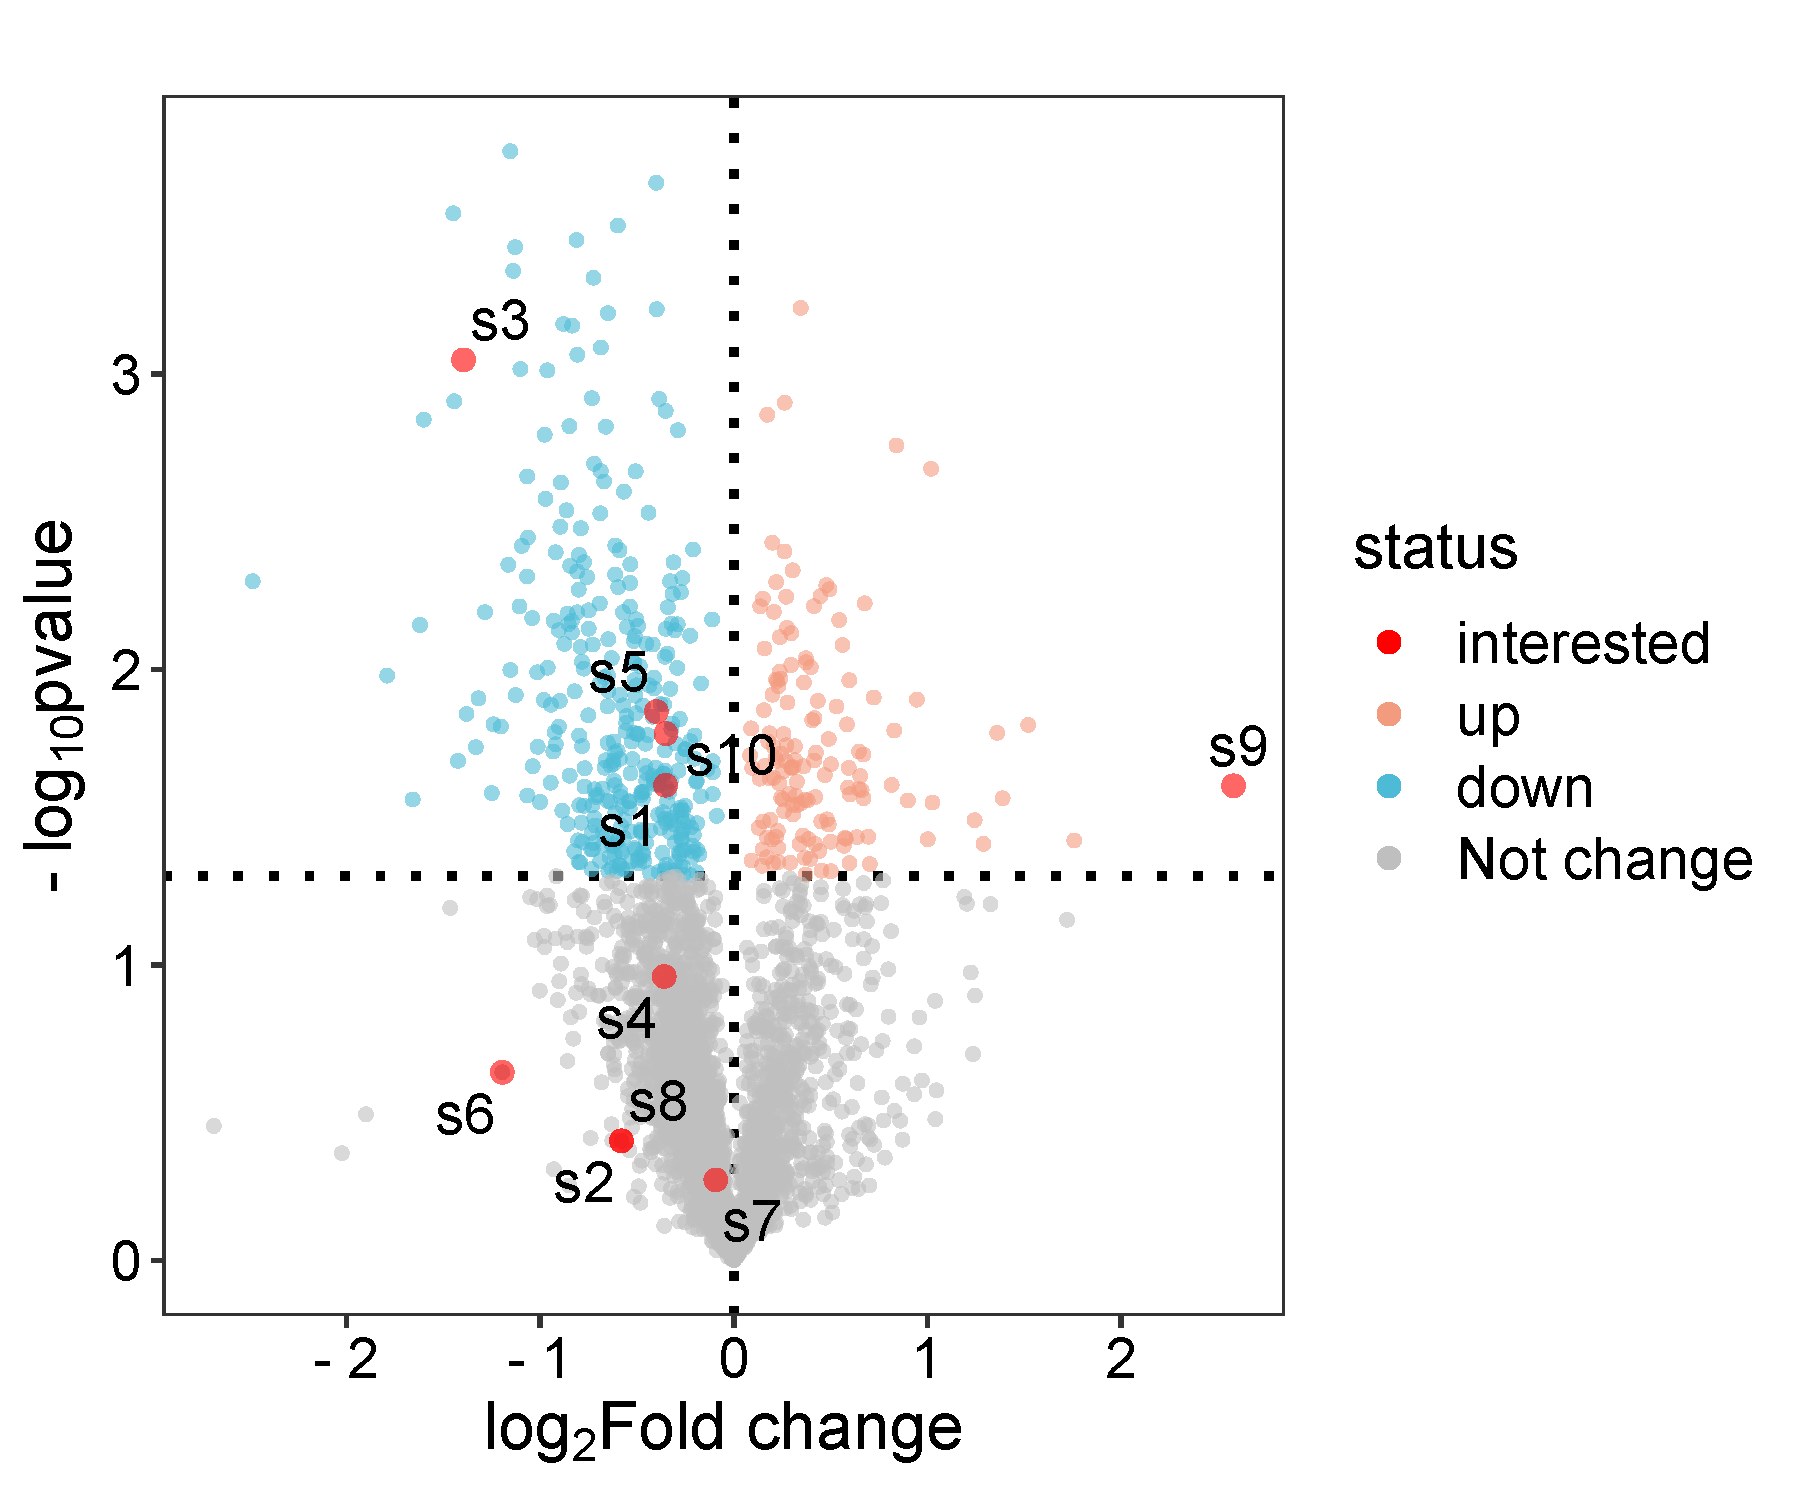 s3
s5
s10
s9
s1
s4
s8
s6
s2
s7
3
2
1
0
- 2
- 1
0
1
2
- log10pvalue
log2Fold change
status
interested
up
down
Not change